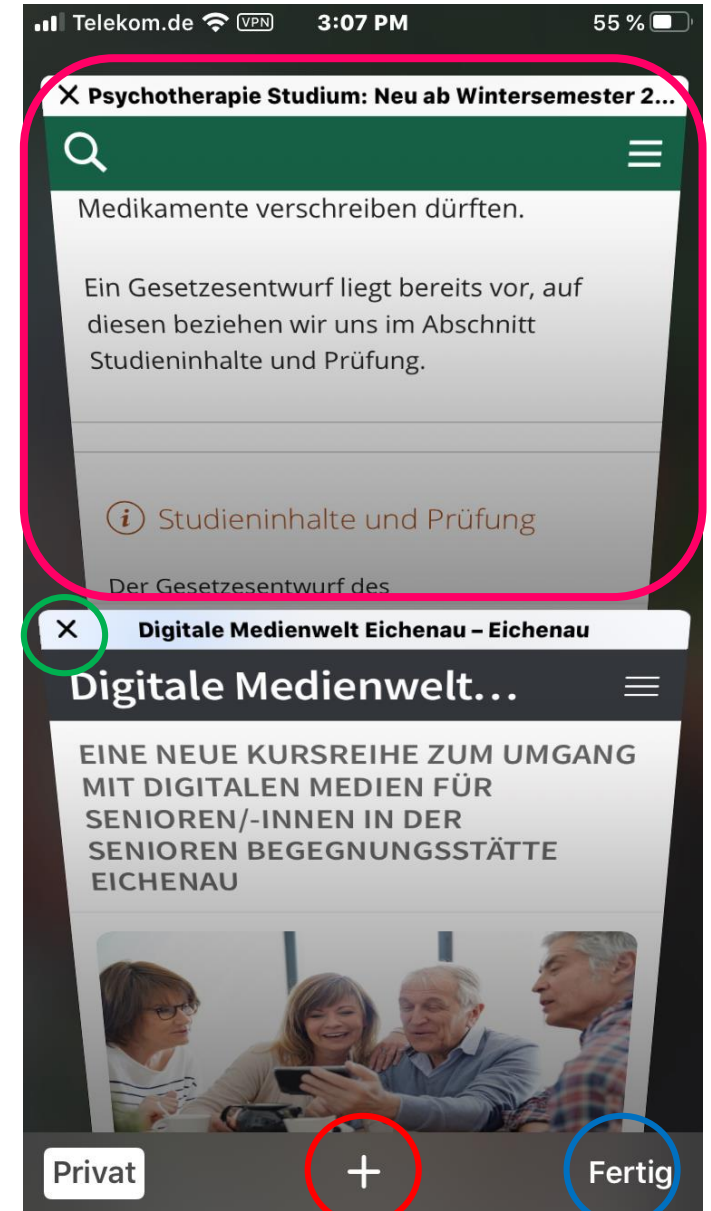 Telekom.de VPN 3:07 PM 55 %
× Psychotherapie Studium: Neu ab Wintersemester 2...
Medikamente verschreiben dürften.
Ein Gesetzesentwurf liegt bereits vor, auf
diesen beziehen wir uns im Abschnitt
Studieninhalte und Prüfung.
i Studieninhalte und Prüfung
Der Gesetzesentwurf des
× Digitale Medienwelt Eichenau – Eichenau
Digitale Medienwelt...
EINE NEUE KURSREIHE ZUM UMGANG
MIT DIGITALEN MEDIEN FÜR
SENIOREN/-INNEN IN DER
SENIOREN BEGEGNUNGSSTÄTTE
EICHENAU
Privat + Fertig